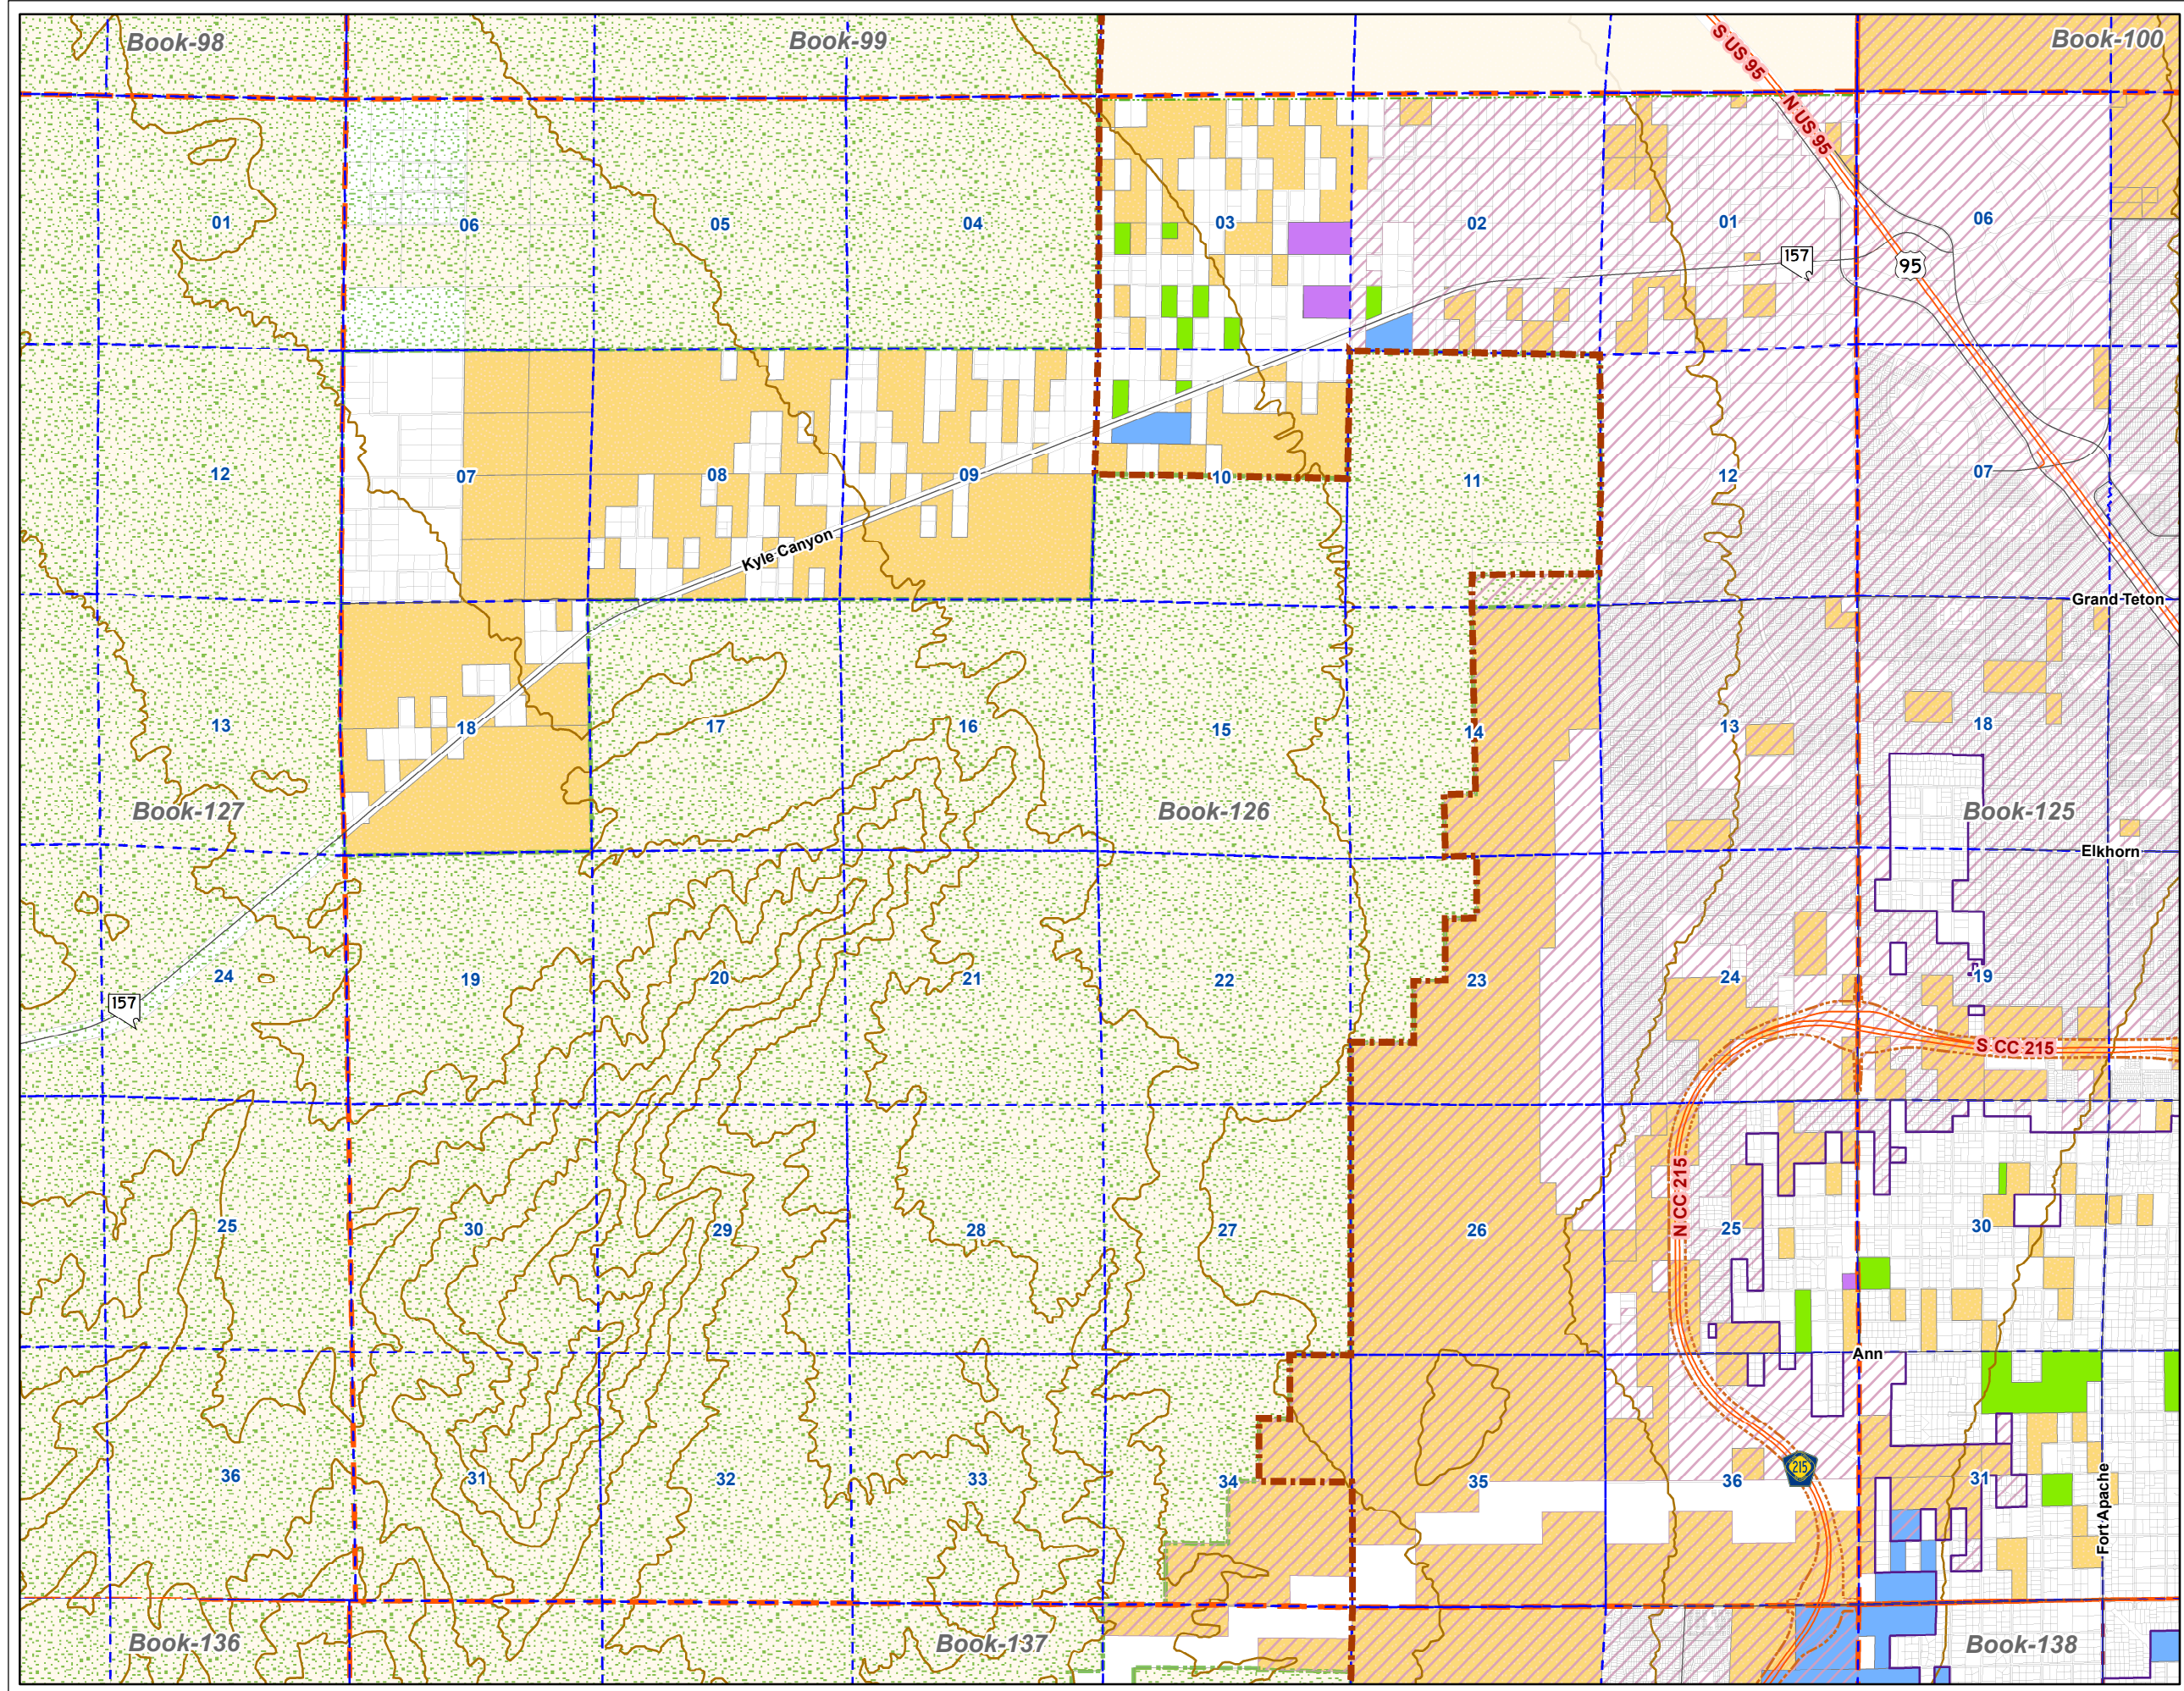 Book-98
Book-99
Book-100
S US 95
N US 95
01
06
05
04
03
02
01
06
157
95
12
07
08
09
10
11
12
07
Kyle Canyon
Grand Teton
13
18
17
16
15
14
13
18
Book-127
Book-126
Book-125
Elkhorn
24
19
20
21
22
23
24
19
157
S CC 215
N CC 215
25
30
29
28
27
26
25
30
Ann
36
31
32
33
34
35
36
31
215
Fort Apache
Book-136
Book-137
Book-138